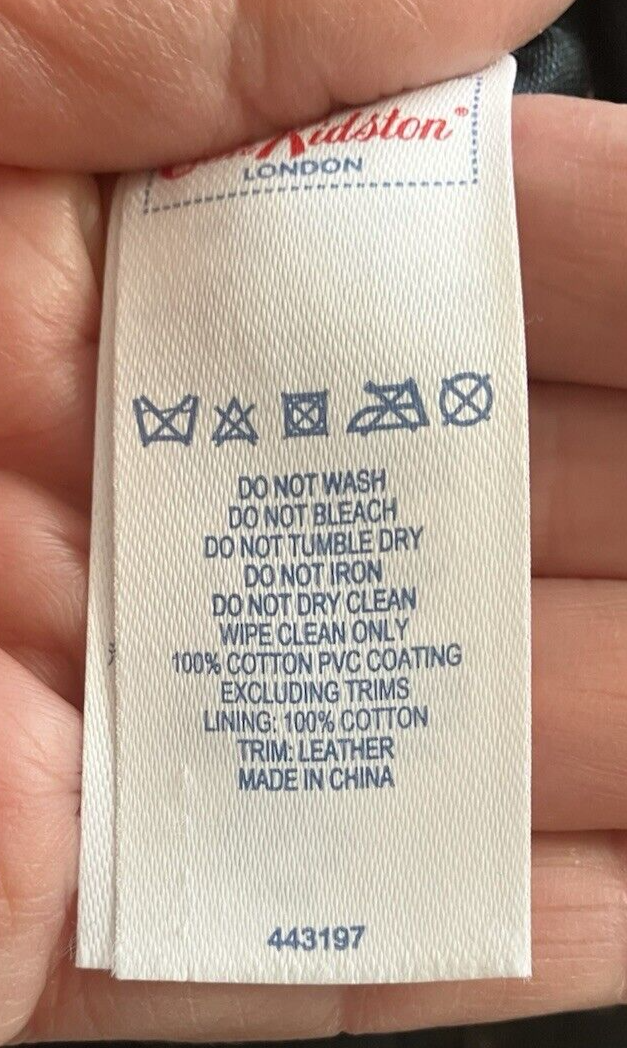 Kidston®
LONDON
DO NOT WASH
DO NOT BLEACH
DO NOT TUMBLE DRY
DO NOT IRON
DO NOT DRY CLEAN
WIPE CLEAN ONLY
100% COTTON PVC COATING
EXCLUDING TRIMS
LINING: 100% COTTON
TRIM: LEATHER
MADE IN CHINA
443197